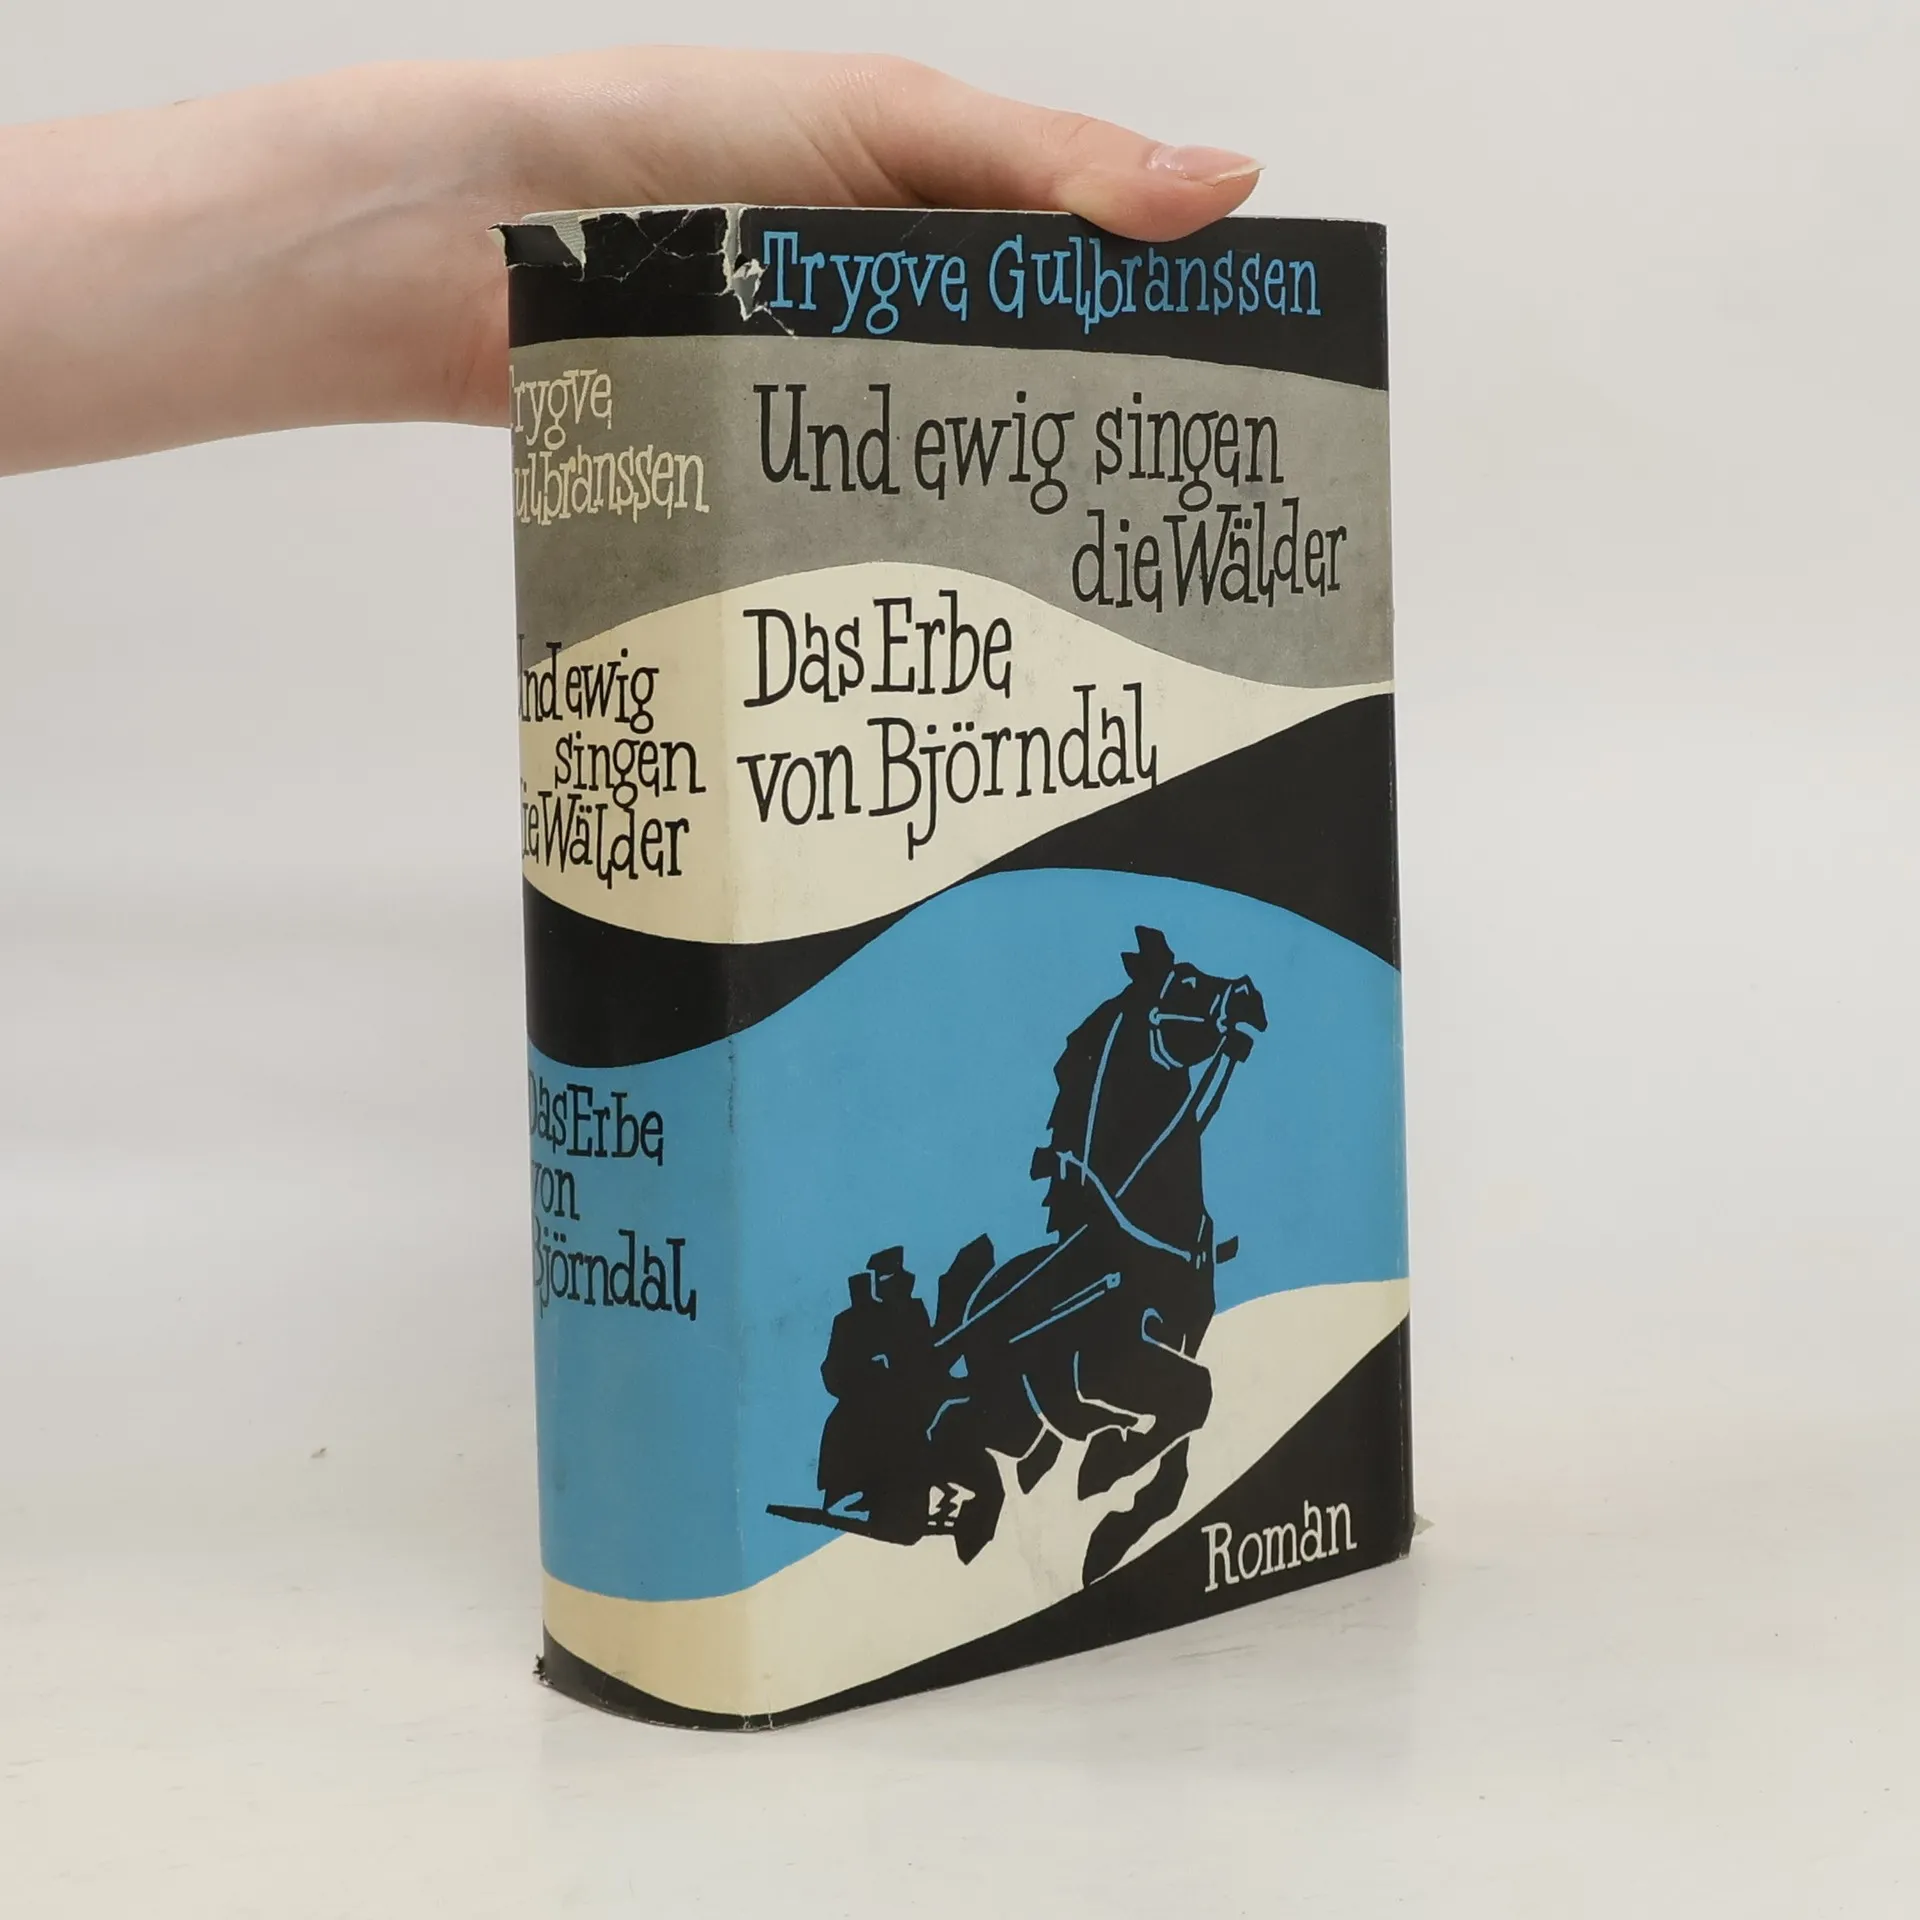 Trygve Gulbranssen
Und ewig singen
die Wälder
Das Erbe
von Björndal
Roman
Trygve
Gulbranssen
Und ewig
singen
die Wälder
Das Erbe
von
Björndal